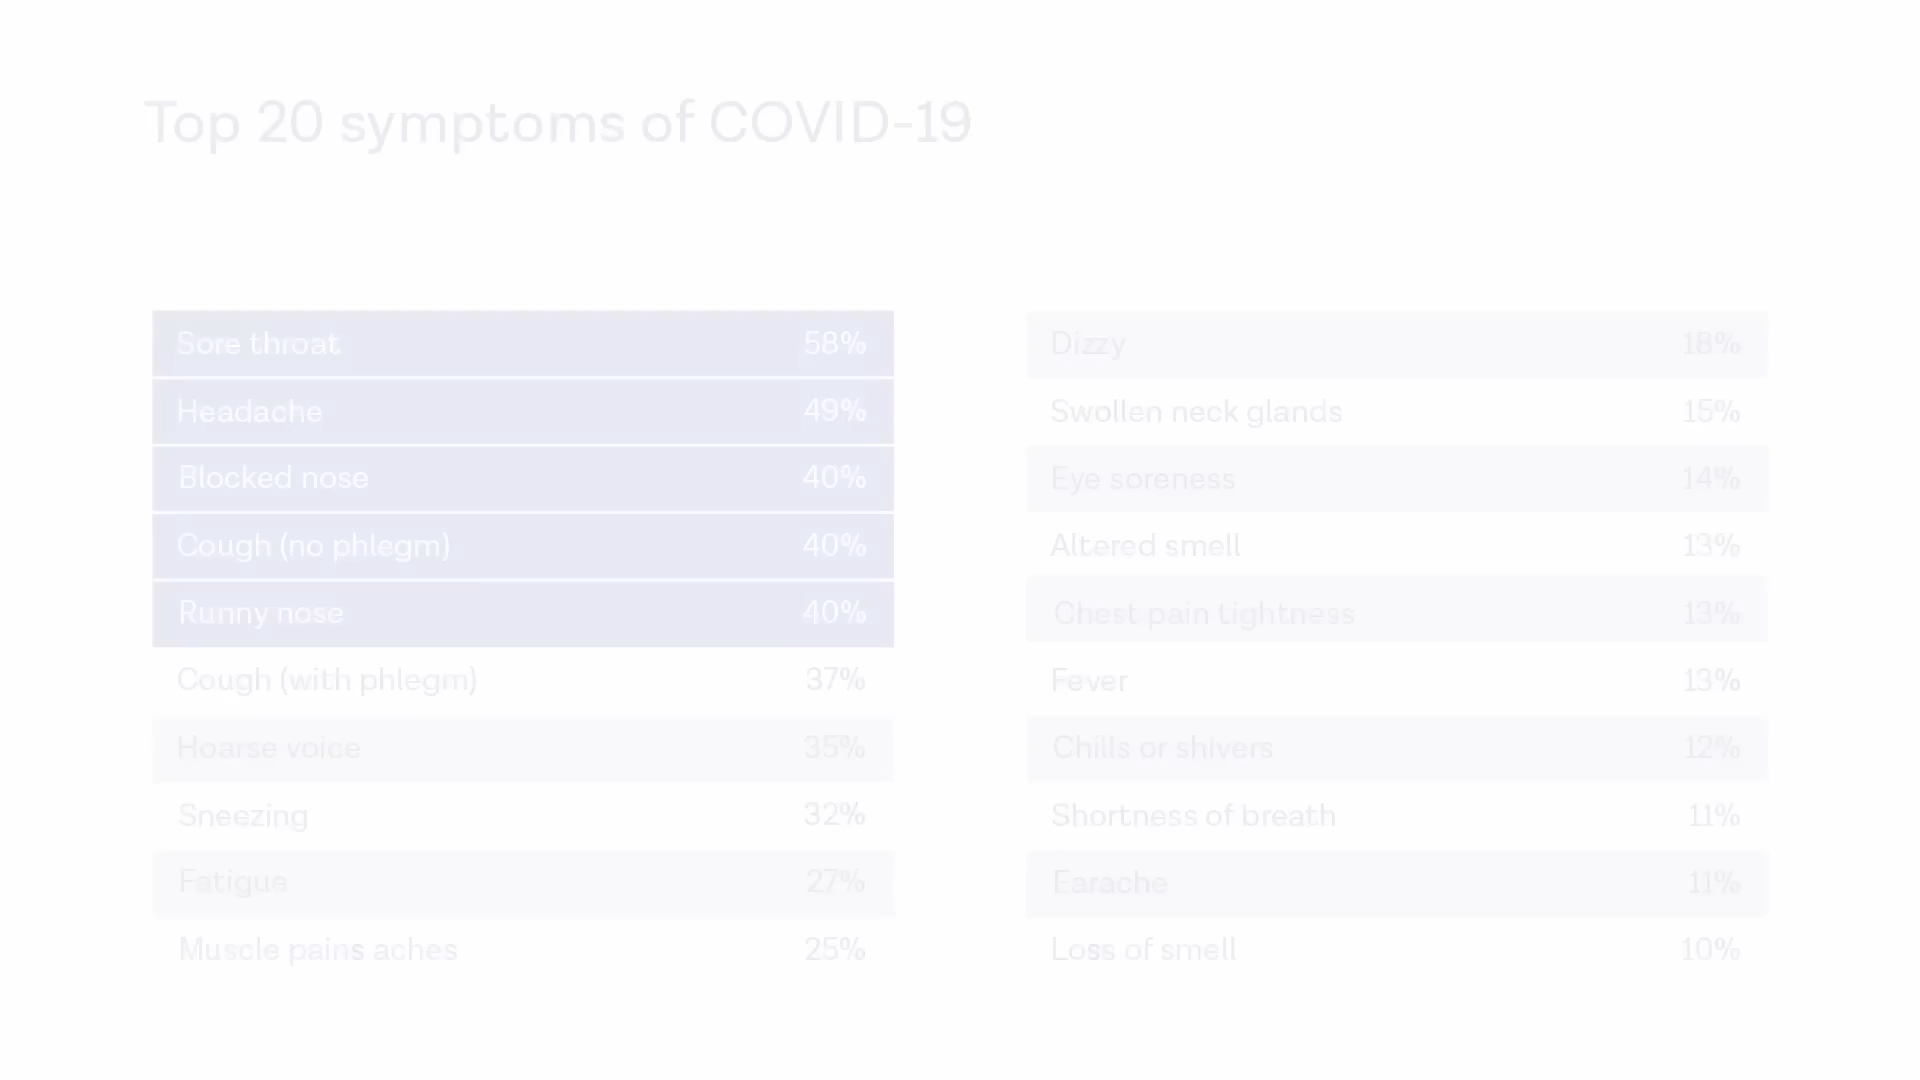 Top 20 symptoms of COVID-19
Sore throat 58%
Headache 49%
Blocked nose 40%
Cough (no phlegm) 40%
Runny nose 40%
Cough (with phlegm) 37%
Hoarse voice 35%
Sneezing 32%
Fatigue 27%
Muscle pains aches 25%
Dizzy 18%
Swollen neck glands 15%
Eye soreness 14%
Altered smell 13%
Chest pain tightness 13%
Fever 13%
Chills or shivers 12%
Shortness of breath 11%
Earache 11%
Loss of smell 10%